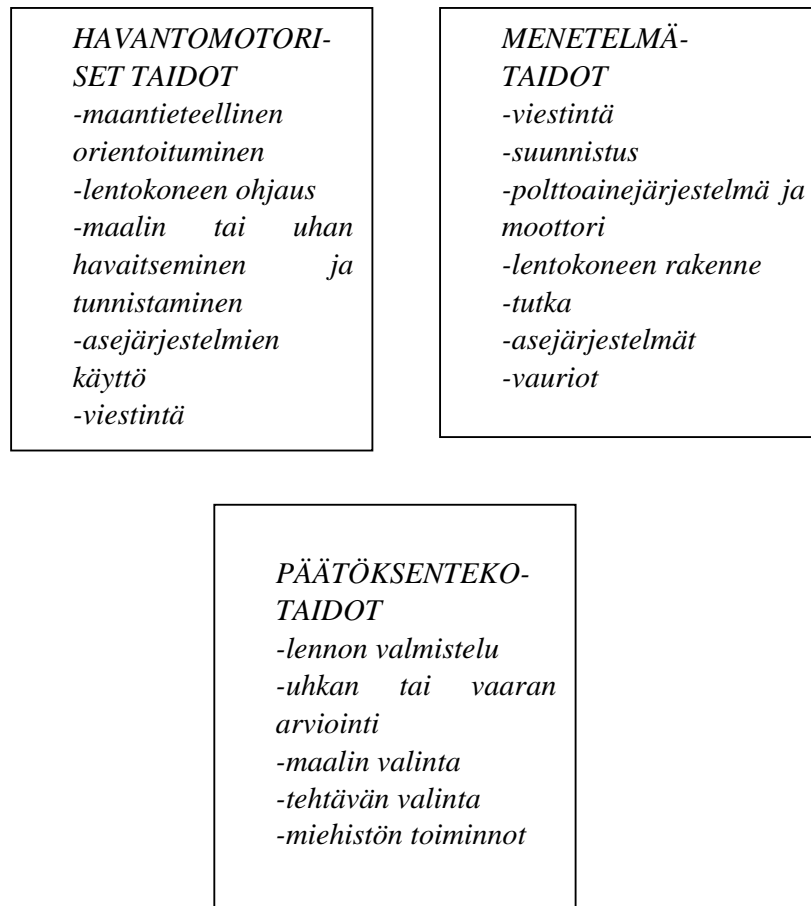 HAVANTOMOTORI-
SET TAIDOT
-maantieteellinen
orientoituminen
-lentokoneen ohjaus
-maalin tai uhan
havaitseminen ja
tunnistaminen
-asejärjestelmien
käyttö
-viestintä
MENETELMÄ-
TAIDOT
-viestintä
-suunnistus
-polttoainejärjestelmä ja
moottori
-lentokoneen rakenne
-tutka
-asejärjestelmät
-vauriot
PÄÄTÖKSENTEKO-
TAIDOT
-lennon valmistelu
-uhkan tai vaaran
arviointi
-maalin valinta
-tehtävän valinta
-miehistön toiminnot